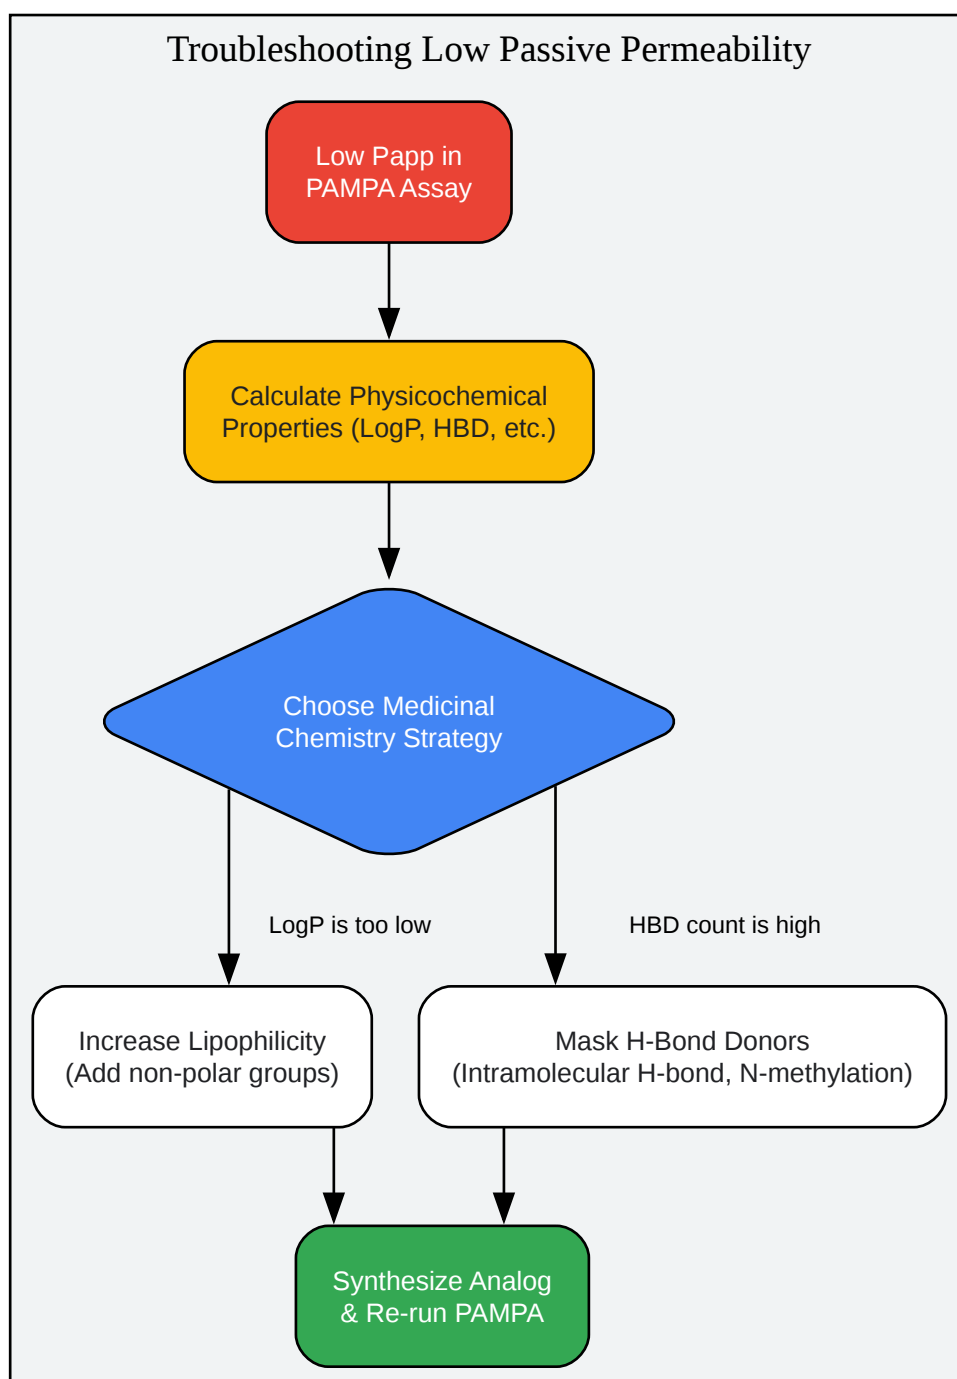 Troubleshooting Low Passive Permeability
Low Papp in
PAMPA Assay
Calculate Physicochemical
Properties (LogP, HBD, etc.)
Choose Medicinal
Chemistry Strategy
LogP is too low
HBD count is high
Increase Lipophilicity
(Add non-polar groups)
Mask H-Bond Donors
(Intramolecular H-bond, N-methylation)
Synthesize Analog
& Re-run PAMPA